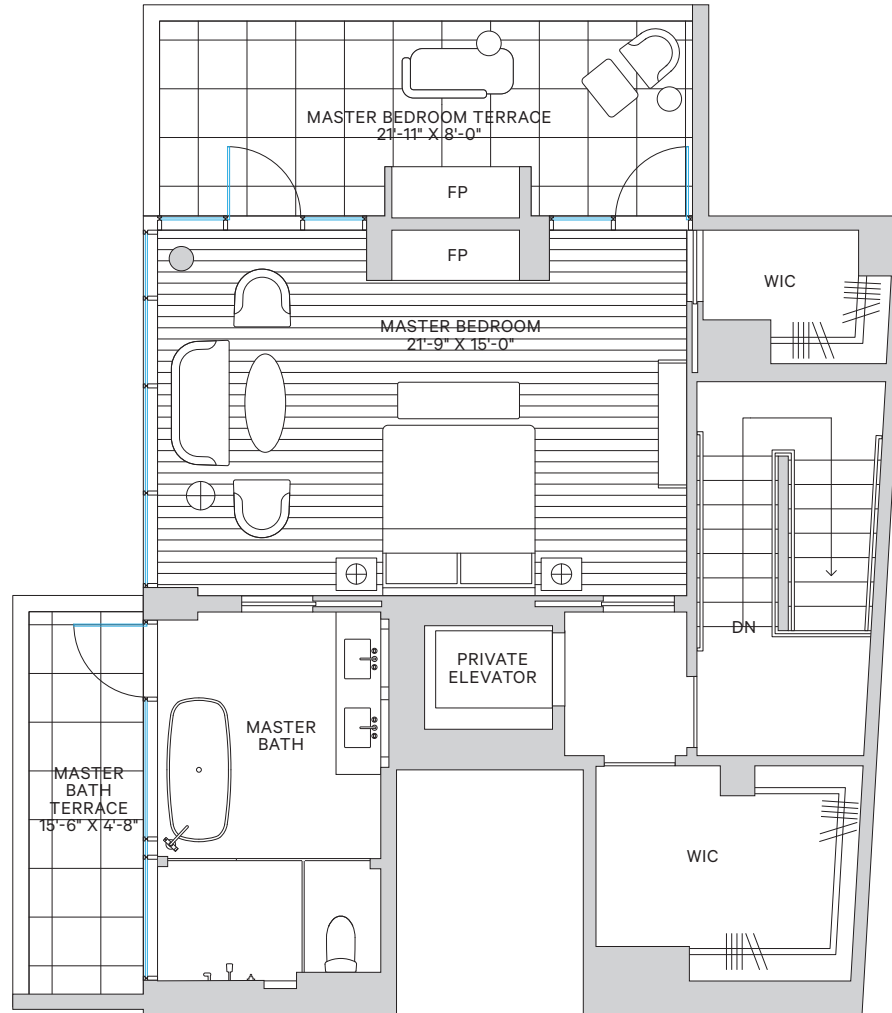 MASTER BEDROOM TERRACE
21'-11" X 8'-0"
FP
FP
WIC
MASTER BEDROOM
21'-9" X 15'-0"
DN
PRIVATE
ELEVATOR
MASTER
BATH
MASTER
BATH
TERRACE
15'-6" X 4'-8"
WIC